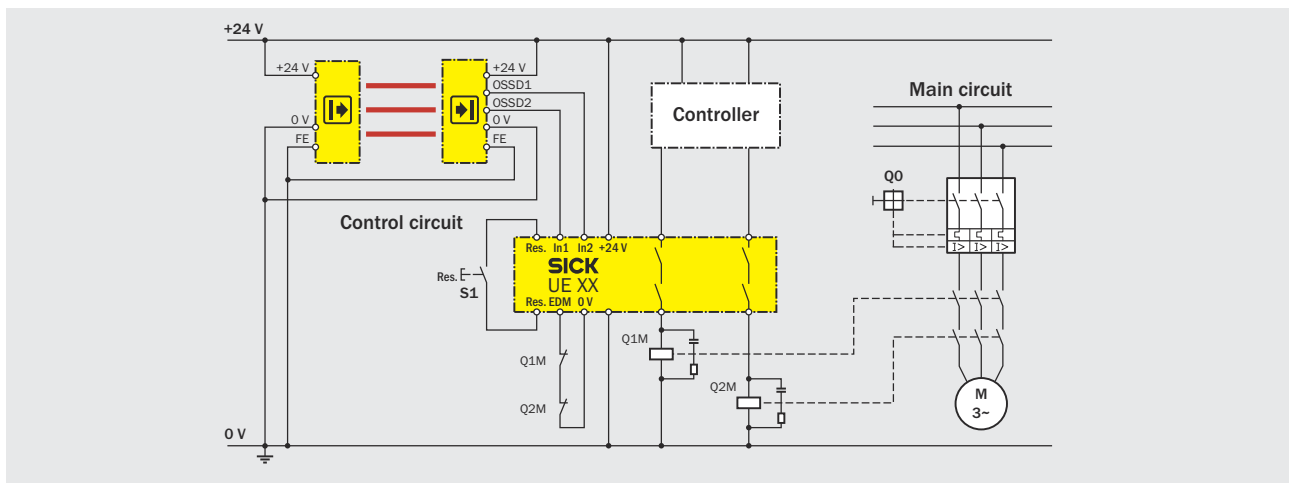 +24 V
+24 V
+24 V
OSSD1
OSSD2
0 V
0 V
FE
FE
Controller
Main circuit
Q0
Control circuit
Res. In1 In2 +24 V
SICK
UE XX
Res. EDM 0 V
Res.
S1
I> I> I>
Q1M
Q1M
Q2M
Q2M
M
3~
0 V